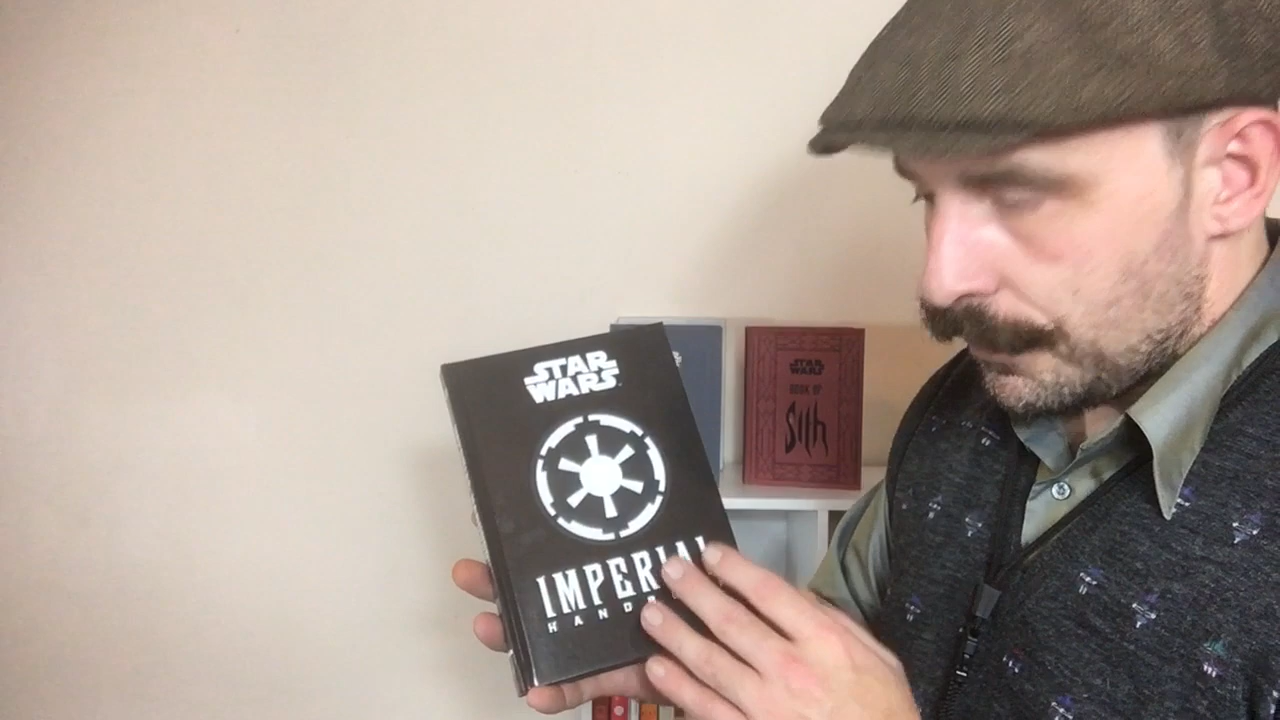 STAR
WARS
IMPERIAL
STAR
WARS
BOOK OF
Sith